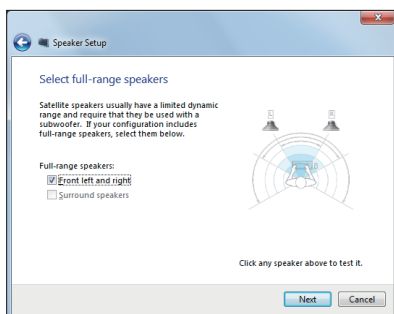 Speaker Setup
Select full-range speakers
Satellite speakers usually have a limited dynamic
range and require that they be used with a
subwoofer. If your configuration includes
full-range speakers, select them below.
L R
Full-range speakers:
Front left and right
Surround speakers
Click any speaker above to test it.
Next Cancel